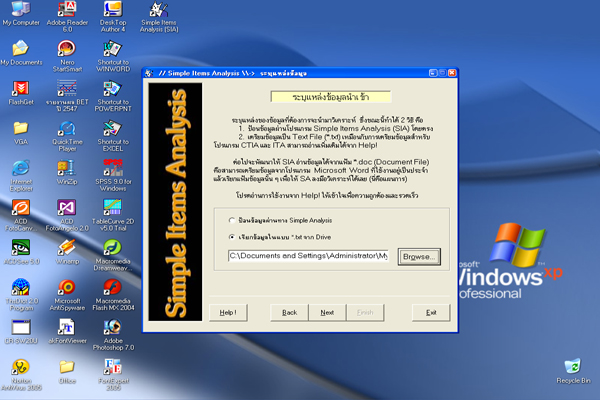 My Computer
Adobe Reader 6.0
DeskTop Author 4
Simple Items Analysis (SIA)
My Documents
Nero StartSmart
Shortcut to WINWORD
FlashGet
รายงานผล BET ปี 2547
Shortcut to POWERPNT
VGA
QuickTime Player
Shortcut to EXCEL
Internet Explorer
WinZip
SPSS 9.0 for Windows
ACD FotoCanv...
ACD FotoAngelo 2.0
TableCurve 2D v5.0 Trial
ACDSee 5.0
Winamp
Macromedia Dreamweav...
Program
Microsoft AntiSpyware
Macromedia Flash MX 2004
akFontViewer
Adobe Photoshop 7.0
Norton AntiVirus 2005
Office
FontExpert 2005
// Simple Items Analysis \\-> ระบุแหล่งข้อมูล
Simple Items Analysis
ระบุแหล่งข้อมูลนำเข้า
ระบุแหล่งของข้อมูลที่ต้องการจะนำมาวิเคราะห์ ซึ่งขณะนี้ทำได้ 2 วิธี คือ
1. ป้อนข้อมูลผ่านโปรแกรม Simple Items Analysis (SIA) โดยตรง
2. เตรียมข้อมูลเป็น Text File (*.txt) เหมือนกับการเตรียมข้อมูลสำหรับ
โปรแกรม CTIA และ ITA สามารถอ่านเพิ่มเติมได้จาก Help!
ต่อไปจะพัฒนาให้ SIA อ่านข้อมูลได้จากแฟ้ม *.doc (Document File)
คือสามารถเตรียมข้อมูลจากโปรแกรม Microsoft Word ที่ใช้งานอยู่เป็นประจำ
แล้วเรียกแฟ้มข้อมูลนั้น ๆ เพื่อให้ SIA ลงมือวิเคราะห์ได้เลย (นี่คือแผนการ)
โปรดอ่านการใช้งานจาก Help! ให้เข้าใจเพื่อความถูกต้องและรวดเร็ว
ป้อนข้อมูลผ่านทาง Simple Analysis
เรียกข้อมูลในแบบ *.txt จาก Drive
C:\Documents and Settings\Administrator\My
Browse...
Help !
Back
Next
Finish
Exit
Windows xp
Professional
Recycle Bin